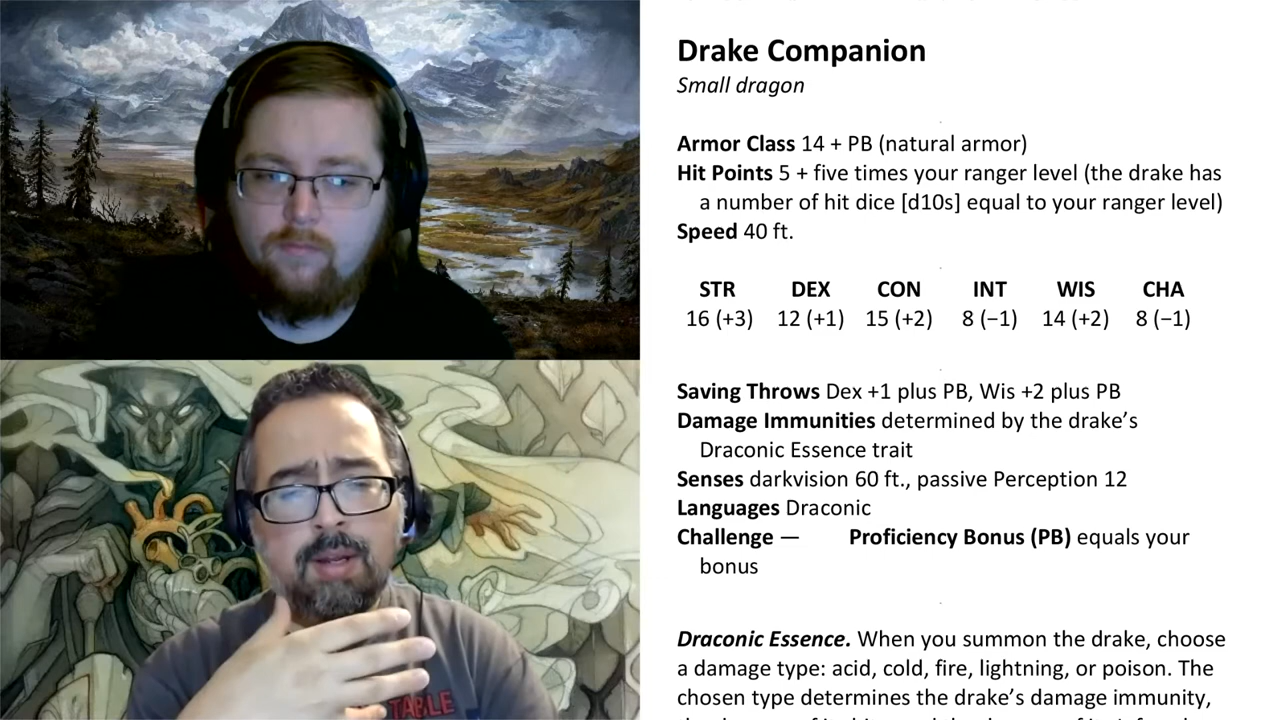 Drake Companion
Small dragon
Armor Class 14 + PB (natural armor)
Hit Points 5 + five times your ranger level (the drake has
a number of hit dice [d10s] equal to your ranger level)
Speed 40 ft.
STR DEX CON INT WIS CHA
16 (+3) 12 (+1) 15 (+2) 8 (−1) 14 (+2) 8 (−1)
Saving Throws Dex +1 plus PB, Wis +2 plus PB
Damage Immunities determined by the drake’s
Draconic Essence trait
Senses darkvision 60 ft., passive Perception 12
Languages Draconic
Challenge — Proficiency Bonus (PB) equals your
bonus
Draconic Essence. When you summon the drake, choose
a damage type: acid, cold, fire, lightning, or poison. The
chosen type determines the drake’s damage immunity,
TABLE